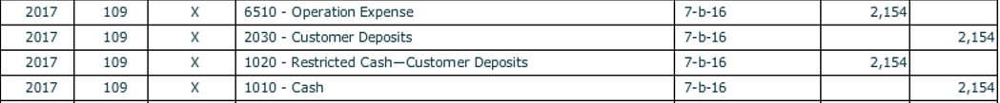 2017 109 X 6510 - Operation Expense 7-b-16 2,154
2017 109 X 2030 - Customer Deposits 7-b-16 2,154
2017 109 X 1020 - Restricted Cash—Customer Deposits 7-b-16 2,154
2017 109 X 1010 - Cash 7-b-16 2,154